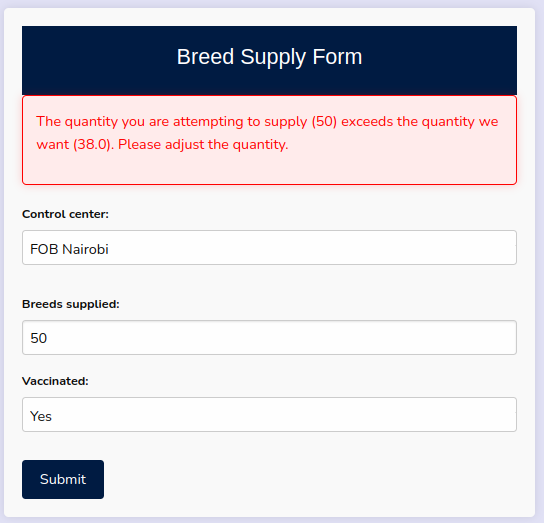 Breed Supply Form
The quantity you are attempting to supply (50) exceeds the quantity we
want (38.0). Please adjust the quantity.
Control center:
FOB Nairobi
Breeds supplied:
50
Vaccinated:
Yes
Submit